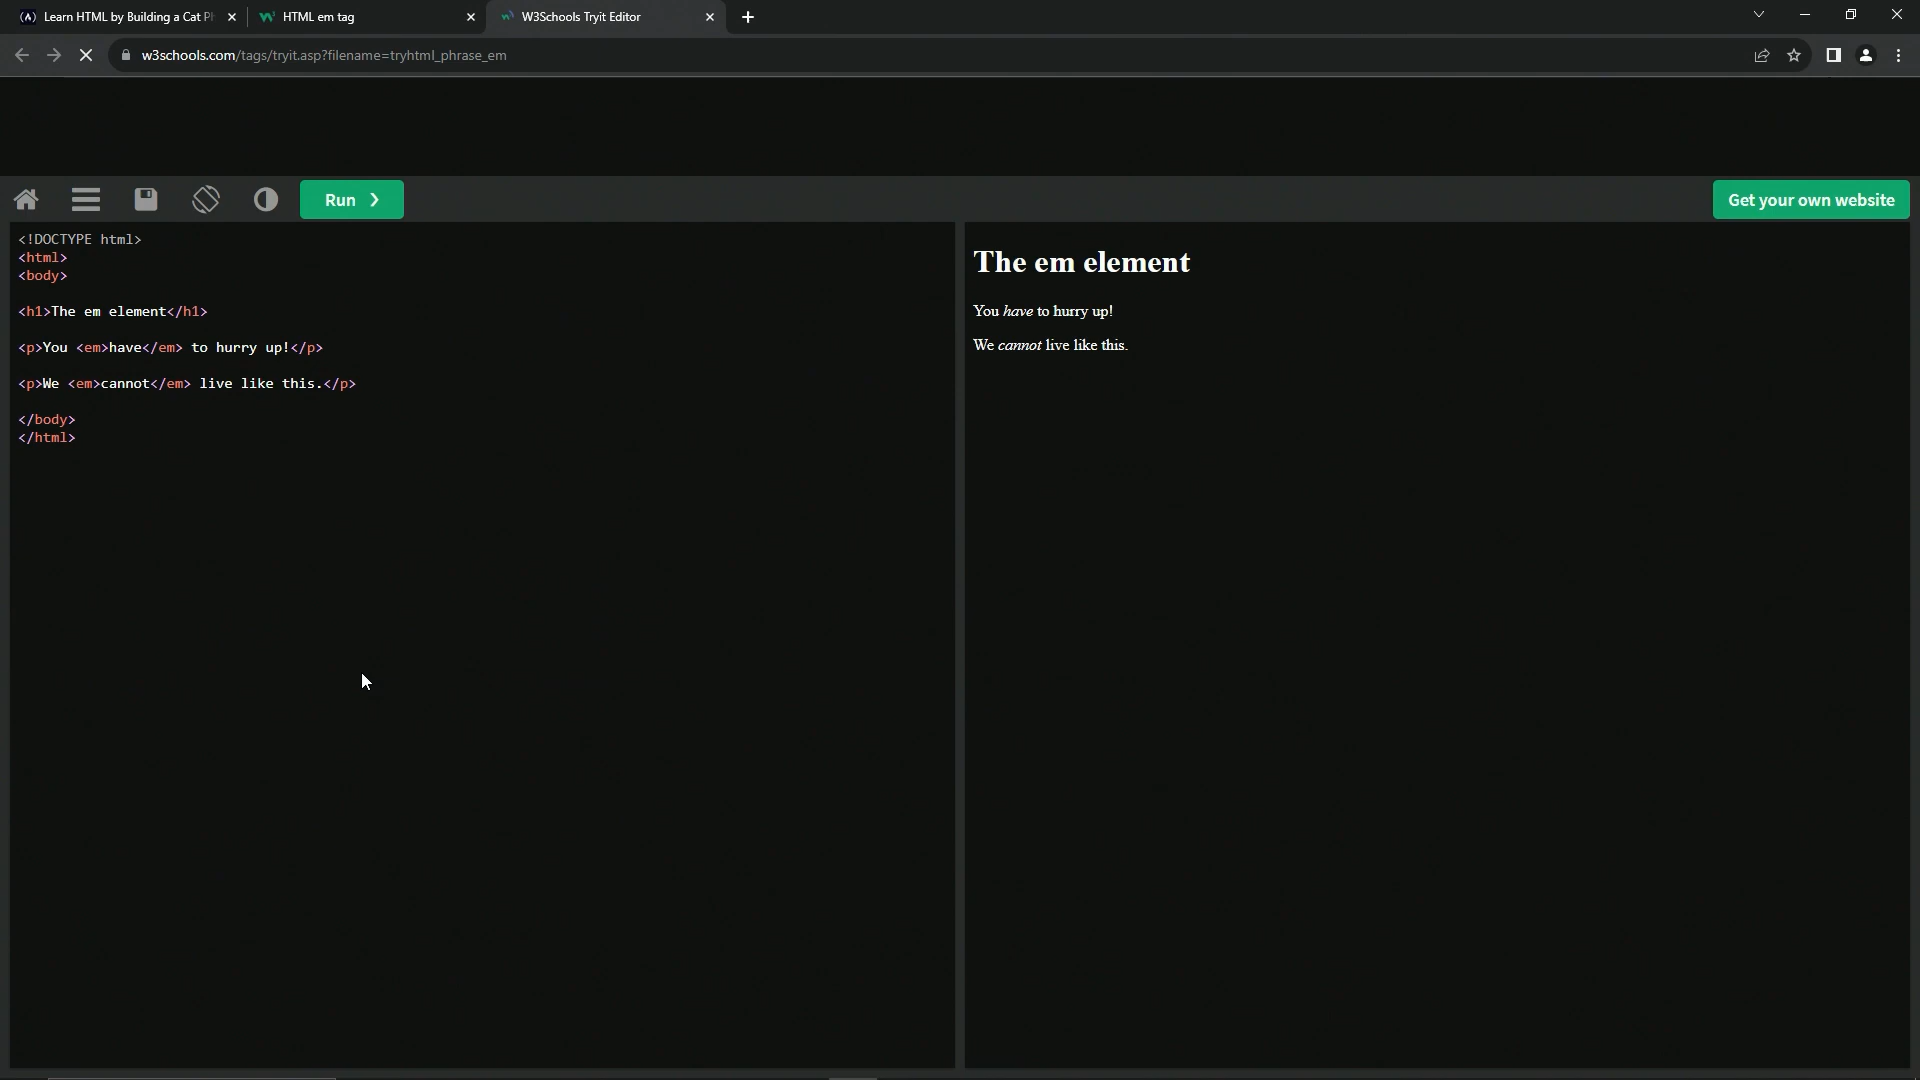 Learn HTML by Building a Cat Ph
HTML em tag
W3Schools Tryit Editor
w3schools.com/tags/tryit.asp?filename=tryhtml_phrase_em
Run ❯
Get your own website
<!DOCTYPE html>
<html>
<body>
<h1>The em element</h1>
<p>You <em>have</em> to hurry up!</p>
<p>We <em>cannot</em> live like this.</p>
</body>
</html>
The em element
You have to hurry up!
We cannot live like this.